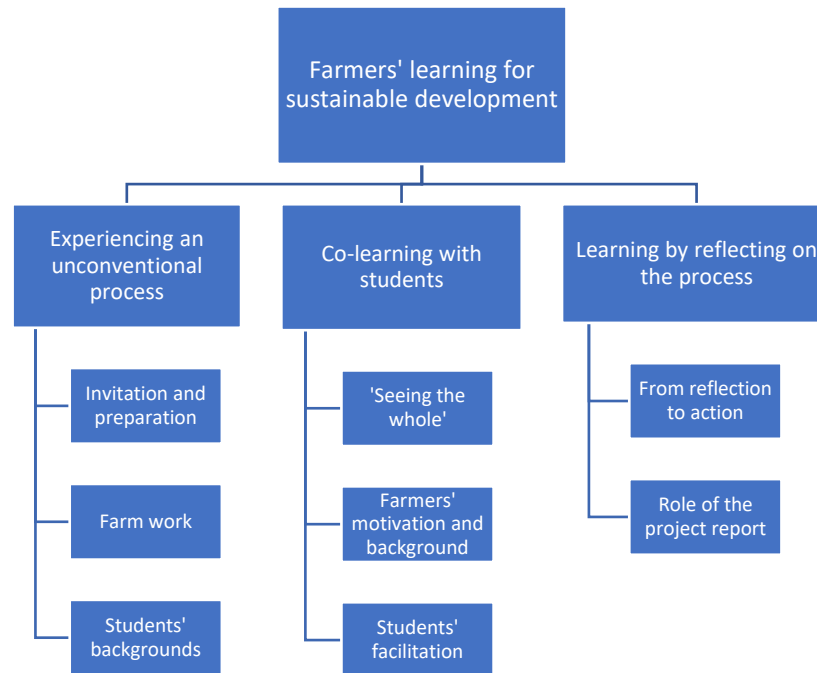 Farmers' learning for
sustainable development
Experiencing an
unconventional
process
Invitation and
preparation
Farm work
Students'
backgrounds
Co-learning with
students
'Seeing the
whole'
Farmers'
motivation and
background
Students'
facilitation
Learning by reflecting on
the process
From reflection
to action
Role of the
project report